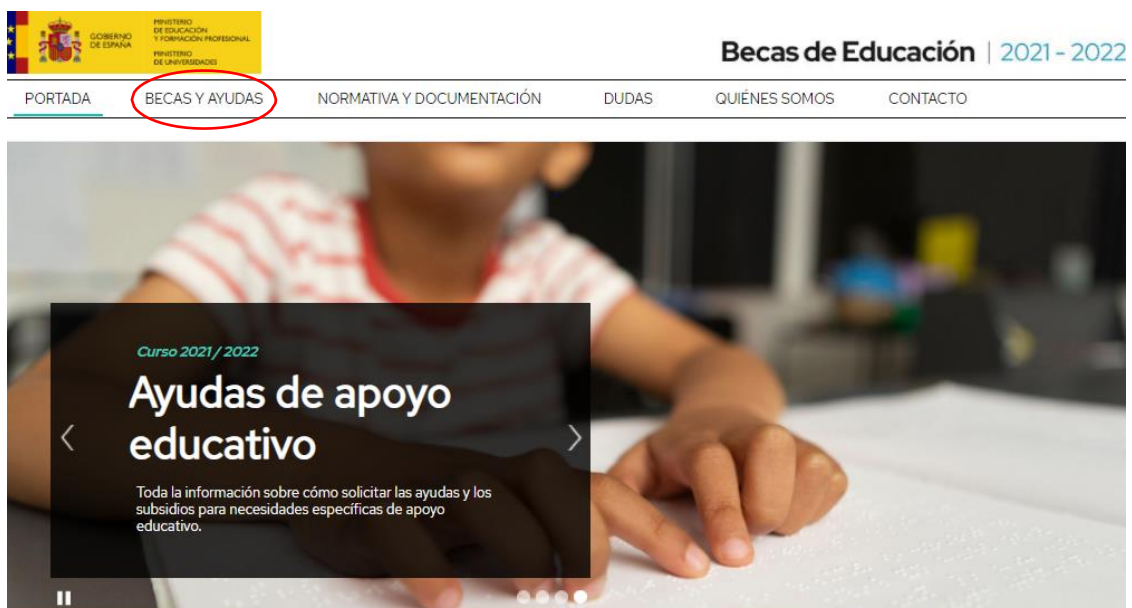 GOBIERNO
DE ESPAÑA
MINISTERIO
DE EDUCACIÓN
Y FORMACIÓN PROFESIONAL
MINISTERIO
DE UNIVERSIDADES
Becas de Educación | 2021 - 2022
PORTADA BECAS Y AYUDAS NORMATIVA Y DOCUMENTACIÓN DUDAS QUIÉNES SOMOS CONTACTO
Curso 2021 / 2022
Ayudas de apoyo
educativo
Toda la información sobre cómo solicitar las ayudas y los
subsidios para necesidades específicas de apoyo
educativo.